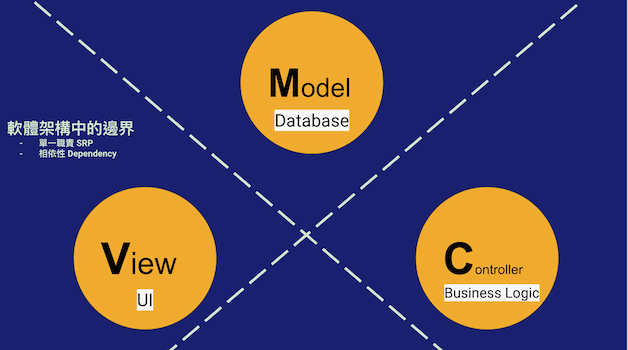 Model
Database
軟體架構中的邊界
- 單一職責 SRP
- 相依性 Dependency
View
UI
Controller
Business Logic